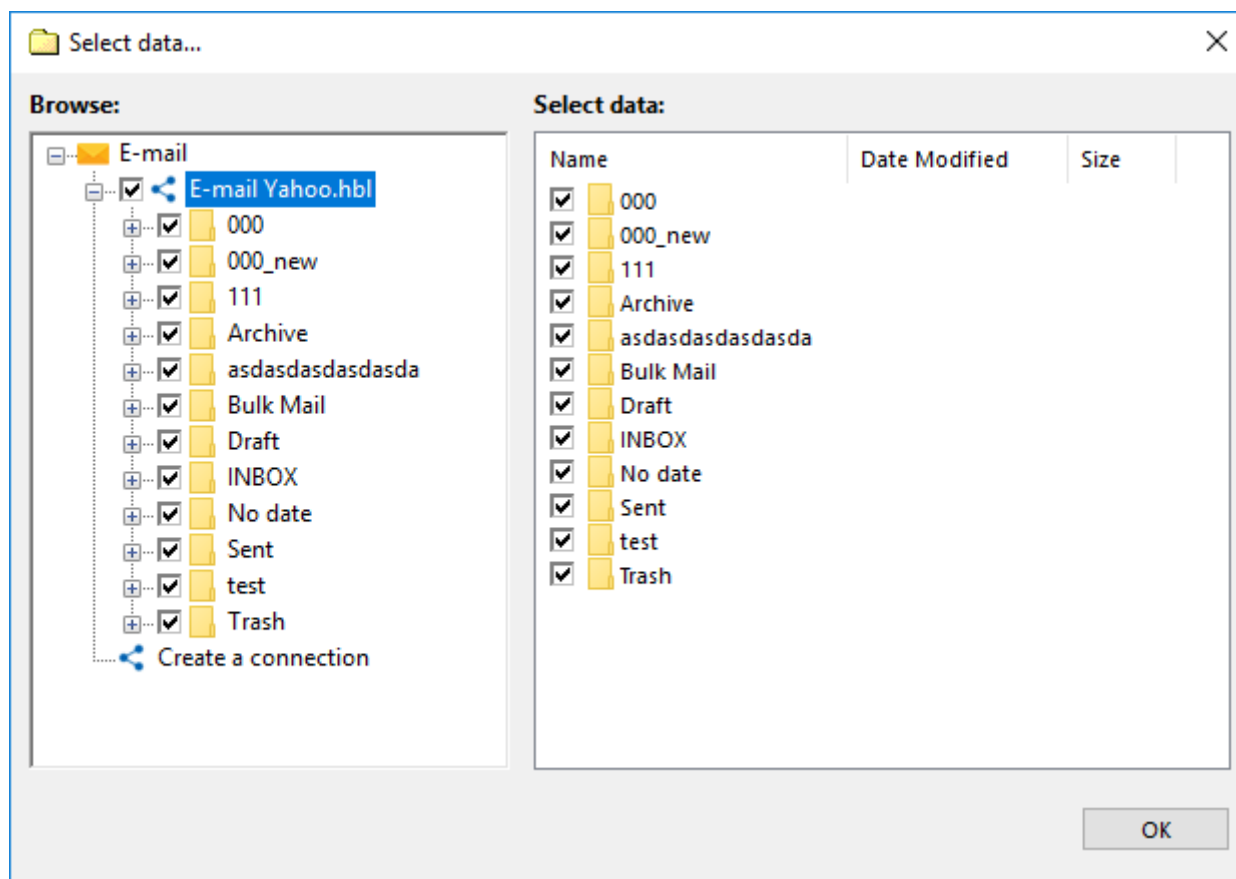 Select data...
Browse:
E-mail
E-mail Yahoo.hbl
000
000_new
111
Archive
asdasdasdasdasda
Bulk Mail
Draft
INBOX
No date
Sent
test
Trash
Create a connection
Select data:
Name Date Modified Size
000
000_new
111
Archive
asdasdasdasdasda
Bulk Mail
Draft
INBOX
No date
Sent
test
Trash
OK